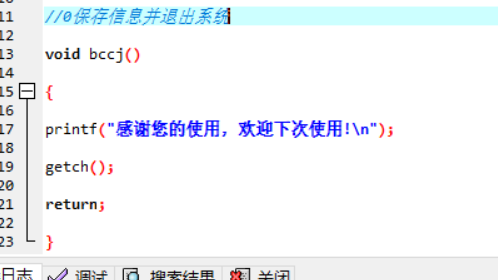 11 //0保存信息并退出系统
12
13 void bccj()
14
15 {
16
17 printf("感谢您的使用，欢迎下次使用!\n");
18
19 getch();
20
21 return;
22
23 }
日志 调试 搜索结果 关闭